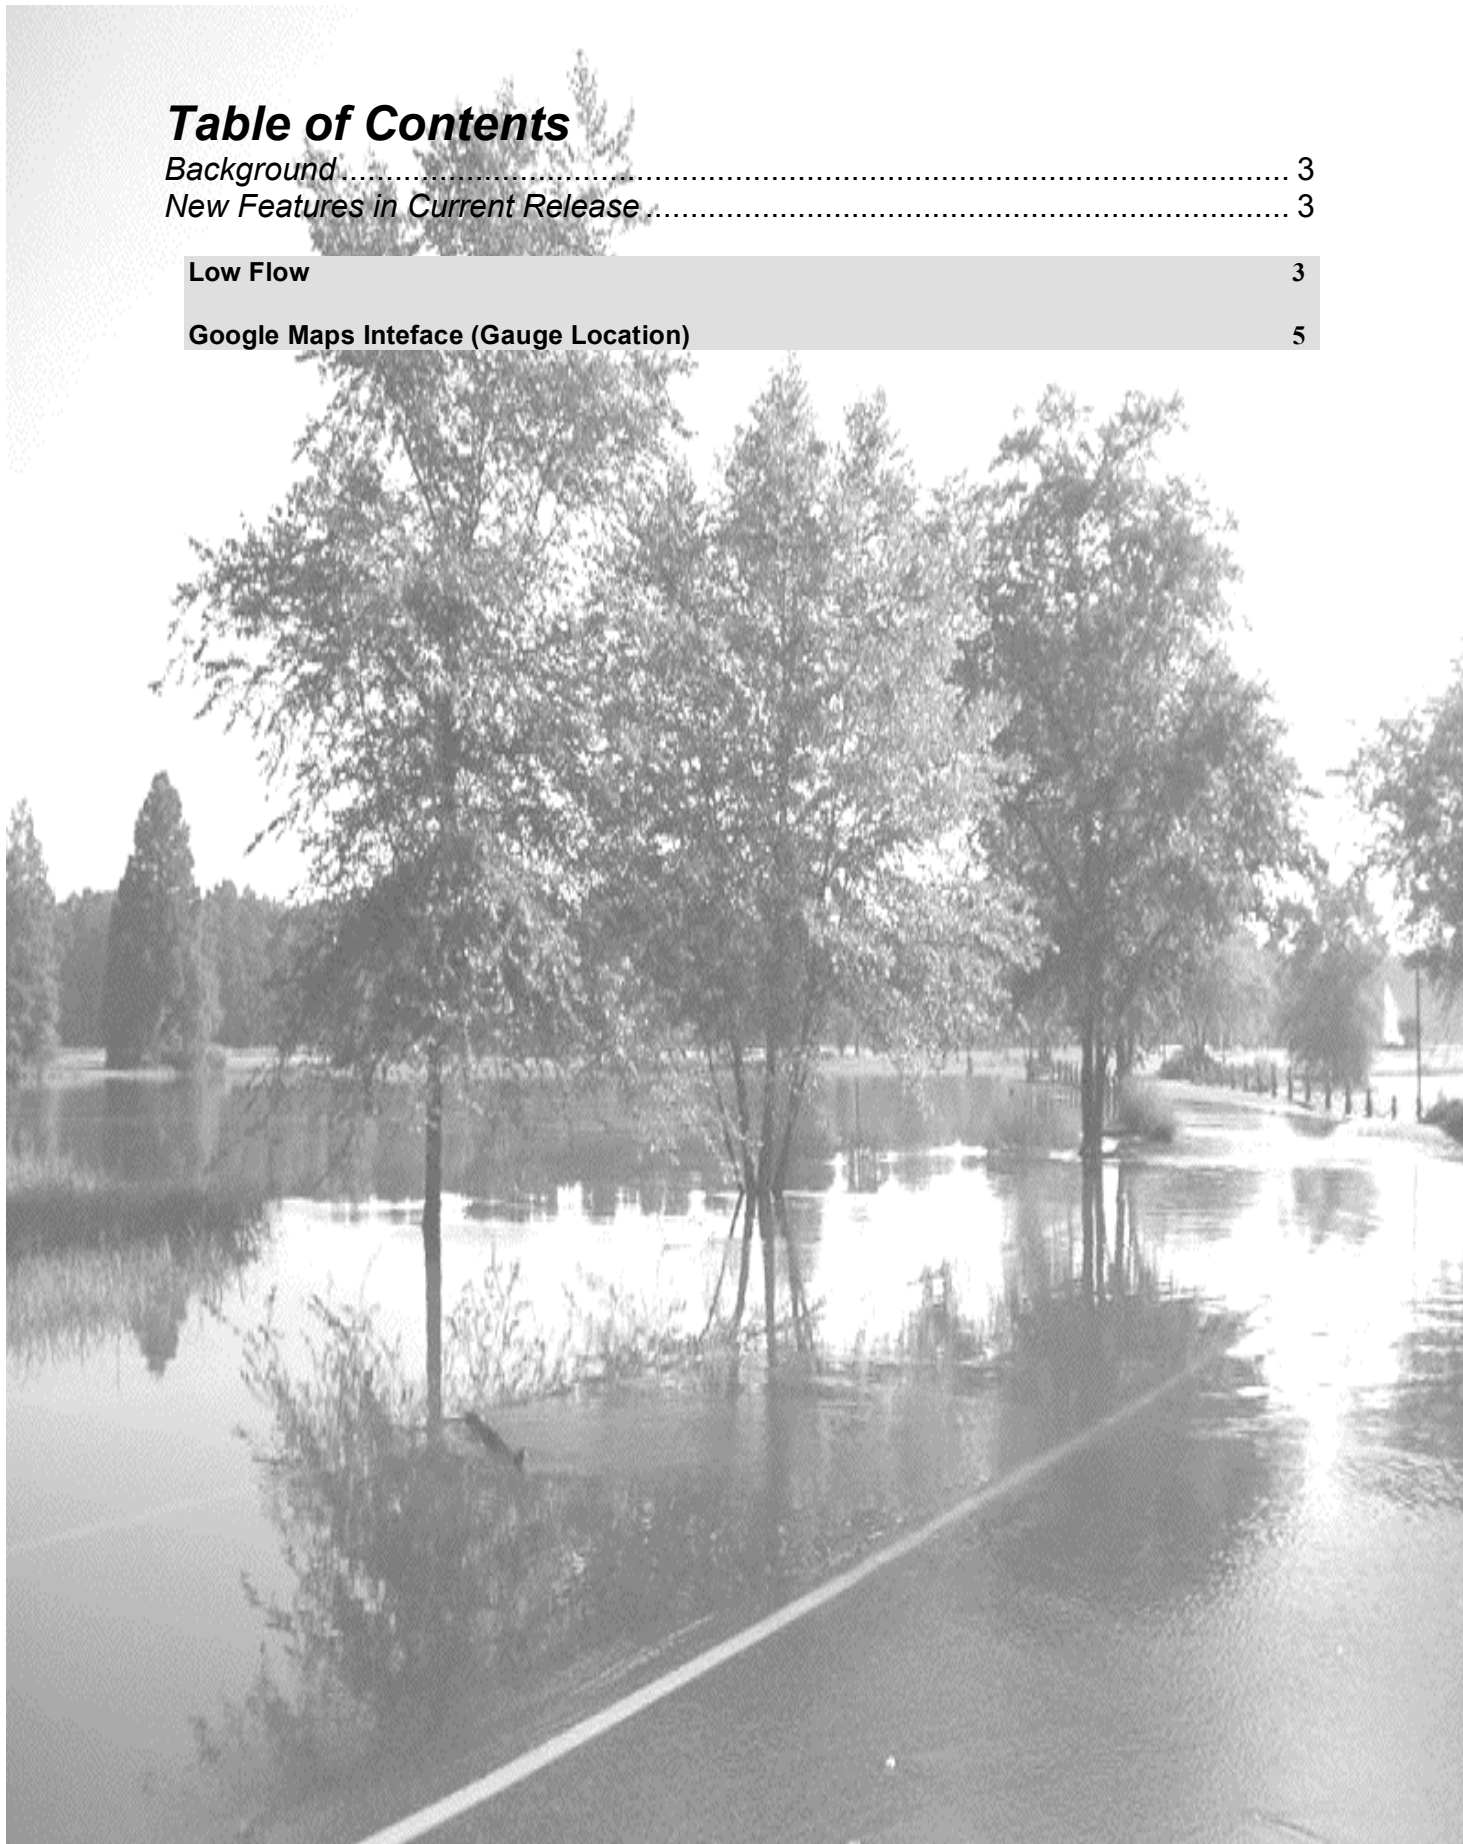 Table of Contents
Background........................................................................................................... 3
New Features in Current Release......................................................................... 3
Low Flow 3
Google Maps Inteface (Gauge Location) 5